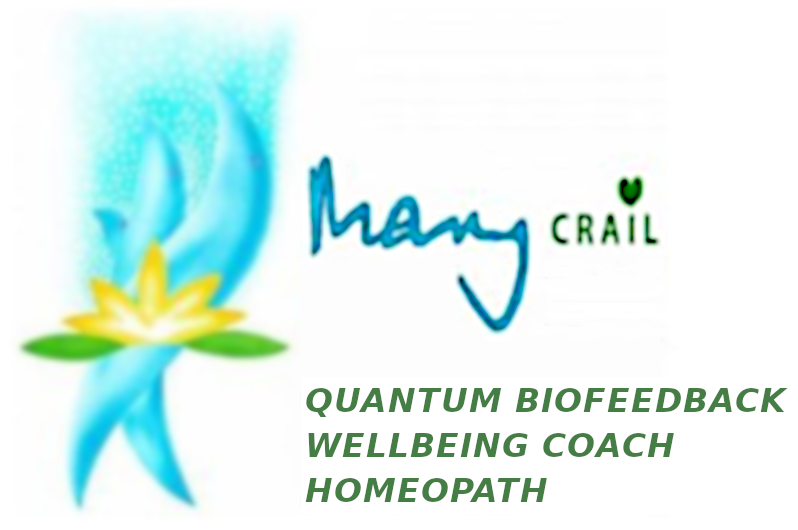 Mary CRAIL
QUANTUM BIOFEEDBACK
WELLBEING COACH
HOMEOPATH